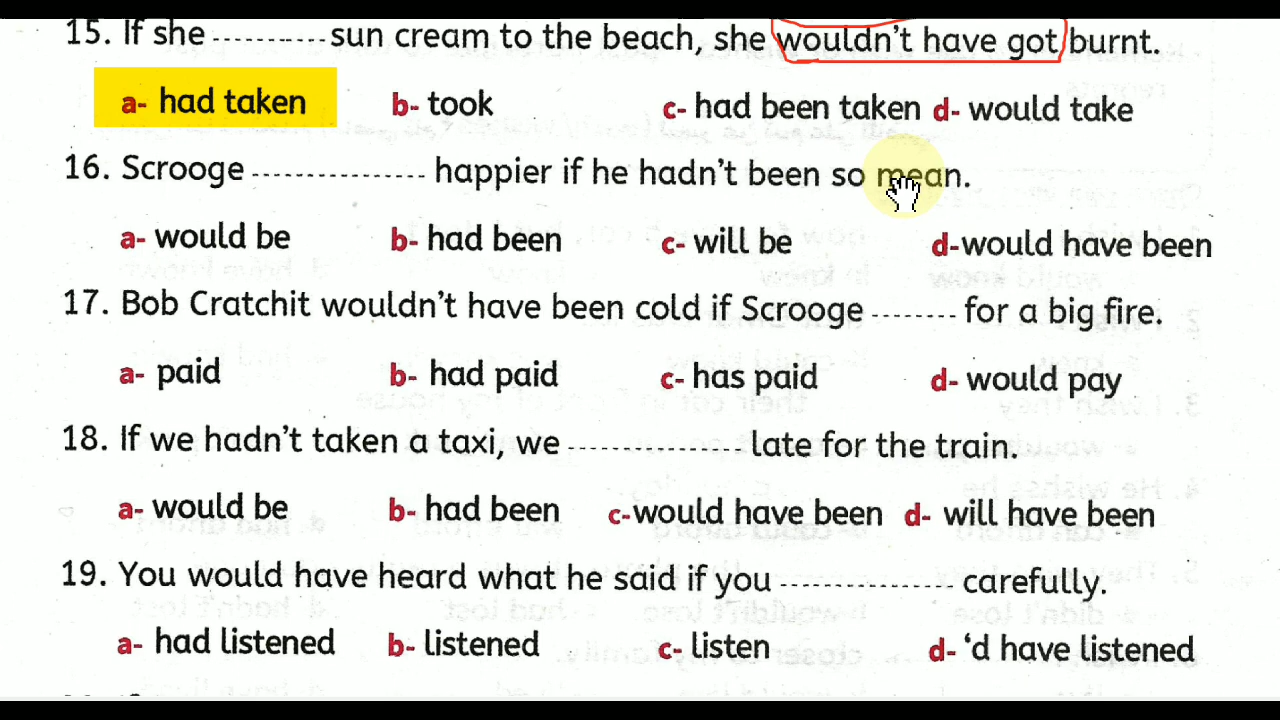 15. If she ........... sun cream to the beach, she wouldn't have got burnt.
a- had taken b- took c- had been taken d- would take
16. Scrooge ................ happier if he hadn't been so mean.
a- would be b- had been c- will be d-would have been
17. Bob Cratchit wouldn't have been cold if Scrooge ........ for a big fire.
a- paid b- had paid c- has paid d- would pay
18. If we hadn't taken a taxi, we ................ late for the train.
a- would be b- had been c-would have been d- will have been
19. You would have heard what he said if you ................ carefully.
a- had listened b- listened c- listen d- 'd have listened